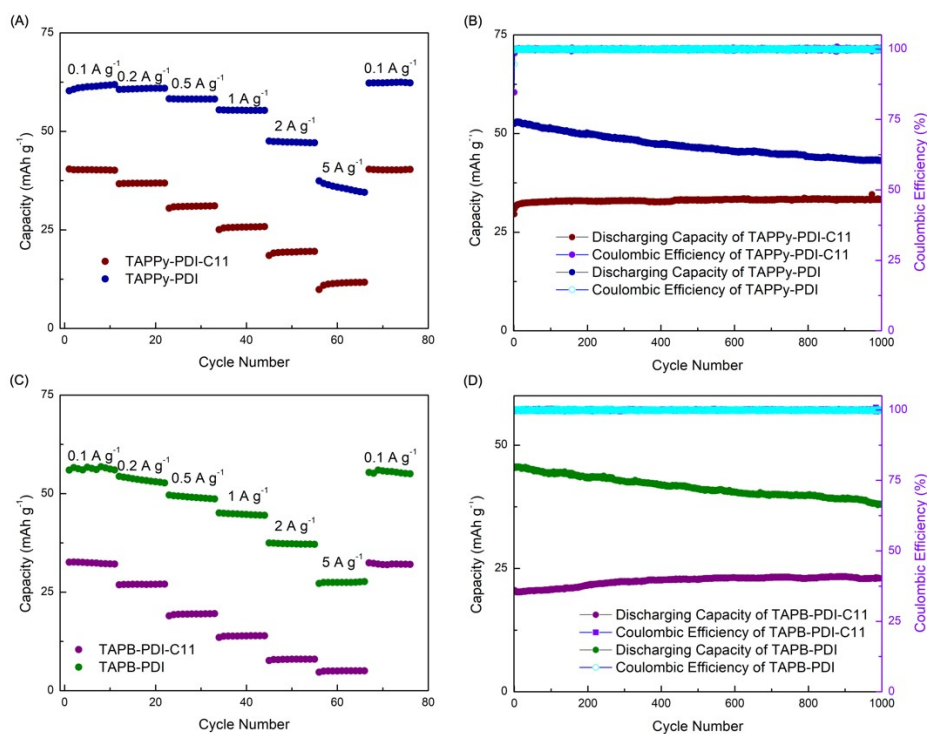 (A)
75
50
25
0
Capacity (mAh g⁻¹)
0.1 A g⁻¹
0.2 A g⁻¹
0.5 A g⁻¹
1 A g⁻¹
2 A g⁻¹
5 A g⁻¹
0.1 A g⁻¹
TAPPy-PDI-C11
TAPPy-PDI
0 20 40 60 80
Cycle Number
(B)
75
50
25
0
Capacity (mAh g⁻¹)
100
75
50
25
0
Coulombic Efficiency (%)
Discharging Capacity of TAPPy-PDI-C11
Coulombic Efficiency of TAPPy-PDI-C11
Discharging Capacity of TAPPy-PDI
Coulombic Efficiency of TAPPy-PDI
0 200 400 600 800 1000
Cycle Number
(C)
75
50
25
0
Capacity (mAh g⁻¹)
0.1 A g⁻¹
0.2 A g⁻¹
0.5 A g⁻¹
1 A g⁻¹
2 A g⁻¹
5 A g⁻¹
0.1 A g⁻¹
TAPB-PDI-C11
TAPB-PDI
0 20 40 60 80
Cycle Number
(D)
50
25
0
Capacity (mAh g⁻¹)
100
75
50
25
0
Coulombic Efficiency (%)
Discharging Capacity of TAPB-PDI-C11
Coulombic Efficiency of TAPB-PDI-C11
Discharging Capacity of TAPB-PDI
Coulombic Efficiency of TAPB-PDI
0 200 400 600 800 1000
Cycle Number